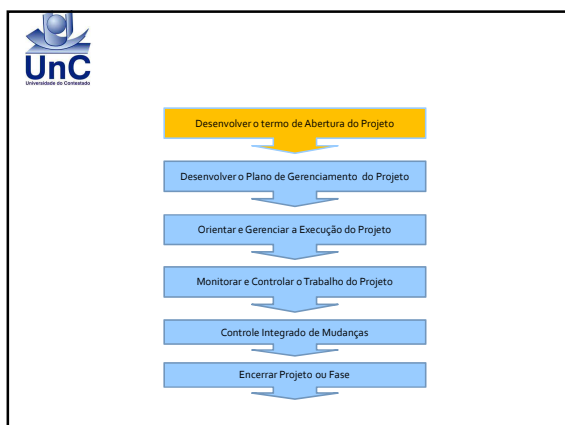 UnC
Universidade do Contestado
Desenvolver o termo de Abertura do Projeto
Desenvolver o Plano de Gerenciamento do Projeto
Orientar e Gerenciar a Execução do Projeto
Monitorar e Controlar o Trabalho do Projeto
Controle Integrado de Mudanças
Encerrar Projeto ou Fase